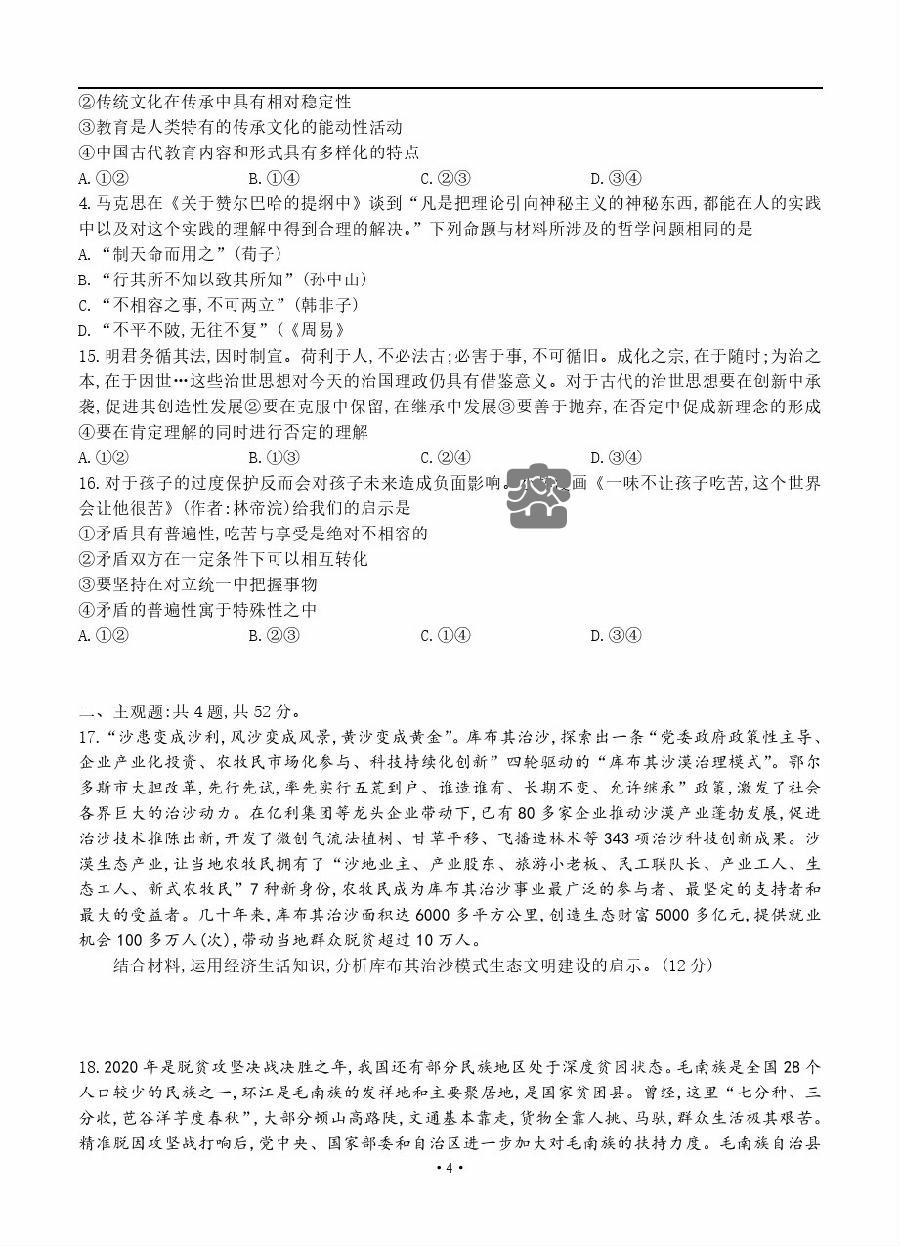 ②传统文化在传承中具有相对稳定性
③教育是人类特有的传承文化的能动性活动
④中国古代教育内容和形式具有多样化的特点
A.①② B.①④ C.②③ D.③④
4.马克思在《关于赞尔巴哈的提纲中》谈到“凡是把理论引向神秘主义的神秘东西,都能在人的实践
中以及对这个实践的理解中得到合理的解决。”下列命题与材料所涉及的哲学问题相同的是
A.“制天命而用之”(荀子)
B.“行其所不知以致其所知”(孙中山)
C.“不相容之事,不可两立”(韩非子)
D.“不平不陂,无往不复”(《周易》
15.明君务循其法,因时制宜。荷利于人,不必法古;必害于事,不可循旧。成化之宗,在于随时;为治之
本,在于因世…这些治世思想对今天的治国理政仍具有借鉴意义。对于古代的治世思想要在创新中承
袭,促进其创造性发展②要在克服中保留,在继承中发展③要善于抛弃,在否定中促成新理念的形成
④要在肯定理解的同时进行否定的理解
A.①② B.①③ C.②④ D.③④
16.对于孩子的过度保护反而会对孩子未来造成负面影响。画《一味不让孩子吃苦,这个世界
会让他很苦》(作者:林帝浣)给我们的启示是
①矛盾具有普遍性,吃苦与享受是绝对不相容的
②矛盾双方在一定条件下可以相互转化
③要坚持在对立统一中把握事物
④矛盾的普遍性寓于特殊性之中
A.①② B.②③ C.①④ D.③④
二、主观题:共4题,共52分。
17.“沙患变成沙利,风沙变成风景,黄沙变成黄金”。库布其治沙,探索出一条“党委政府政策性主导、
企业产业化投资、农牧民市场化参与、科技持续化创新”四轮驱动的“库布其沙漠治理模式”。鄂尔
多斯市大胆改革,先行先试,率先实行五荒到户、谁造谁有、长期不变、允许继承”政策,激发了社会
各界巨大的治沙动力。在亿利集团等龙头企业带动下,已有80多家企业推动沙漠产业蓬勃发展,促进
治沙技术推陈出新,开发了微创气流法植树、甘草平移、飞播造林术等343项治沙科技创新成果。沙
漠生态产业,让当地农牧民拥有了“沙地业主、产业股东、旅游小老板、民工联队长、产业工人、生
态工人、新式农牧民”7种新身份,农牧民成为库布其治沙事业最广泛的参与者、最坚定的支持者和
最大的受益者。几十年来,库布其治沙面积达6000多平方公里,创造生态财富5000多亿元,提供就业
机会100多万人(次),带动当地群众脱贫超过10万人。
结合材料,运用经济生活知识,分析库布其治沙模式生态文明建设的启示。(12分)
18.2020年是脱贫攻坚决战决胜之年,我国还有部分民族地区处于深度贫困状态。毛南族是全国28个
人口较少的民族之一,环江是毛南族的发祥地和主要聚居地,是国家贫困县。曾经,这里“七分种、三
分收,芭谷洋芋度春秋”,大部分倾山高路陡,交通基本靠走,货物全靠人挑、马驮,群众生活极其艰苦。
精准脱困攻坚战打响后,党中央、国家部委和自治区进一步加大对毛南族的扶持力度。毛南族自治县
·4·